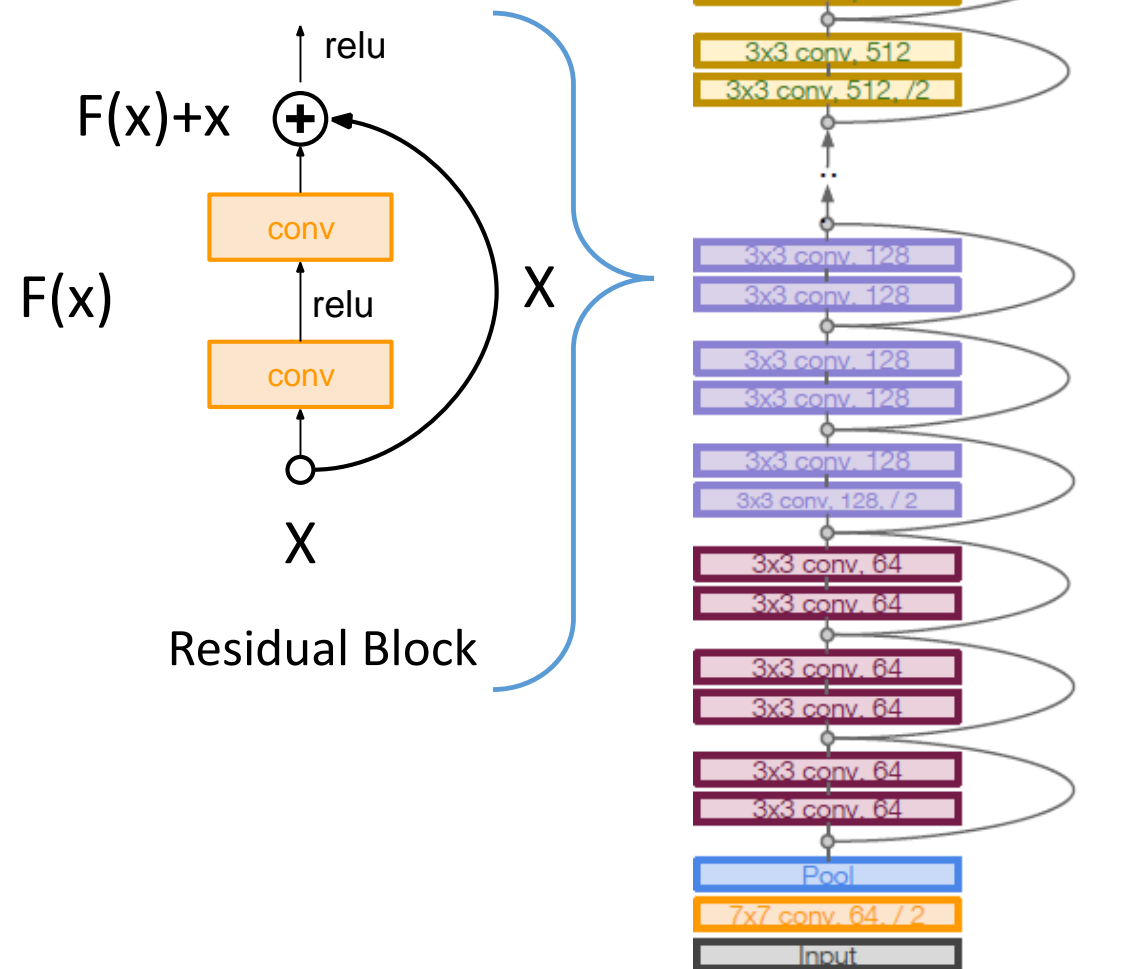 relu
F(x)+x
conv
F(x)
relu
X
conv
X
Residual Block
3x3 conv, 512
3x3 conv, 512, /2
..
3x3 conv, 128
3x3 conv, 128
3x3 conv, 128
3x3 conv, 128
3x3 conv, 128
3x3 conv, 128, / 2
3x3 conv, 64
3x3 conv, 64
3x3 conv, 64
3x3 conv, 64
3x3 conv, 64
3x3 conv, 64
Pool
7x7 conv, 64, / 2
Input